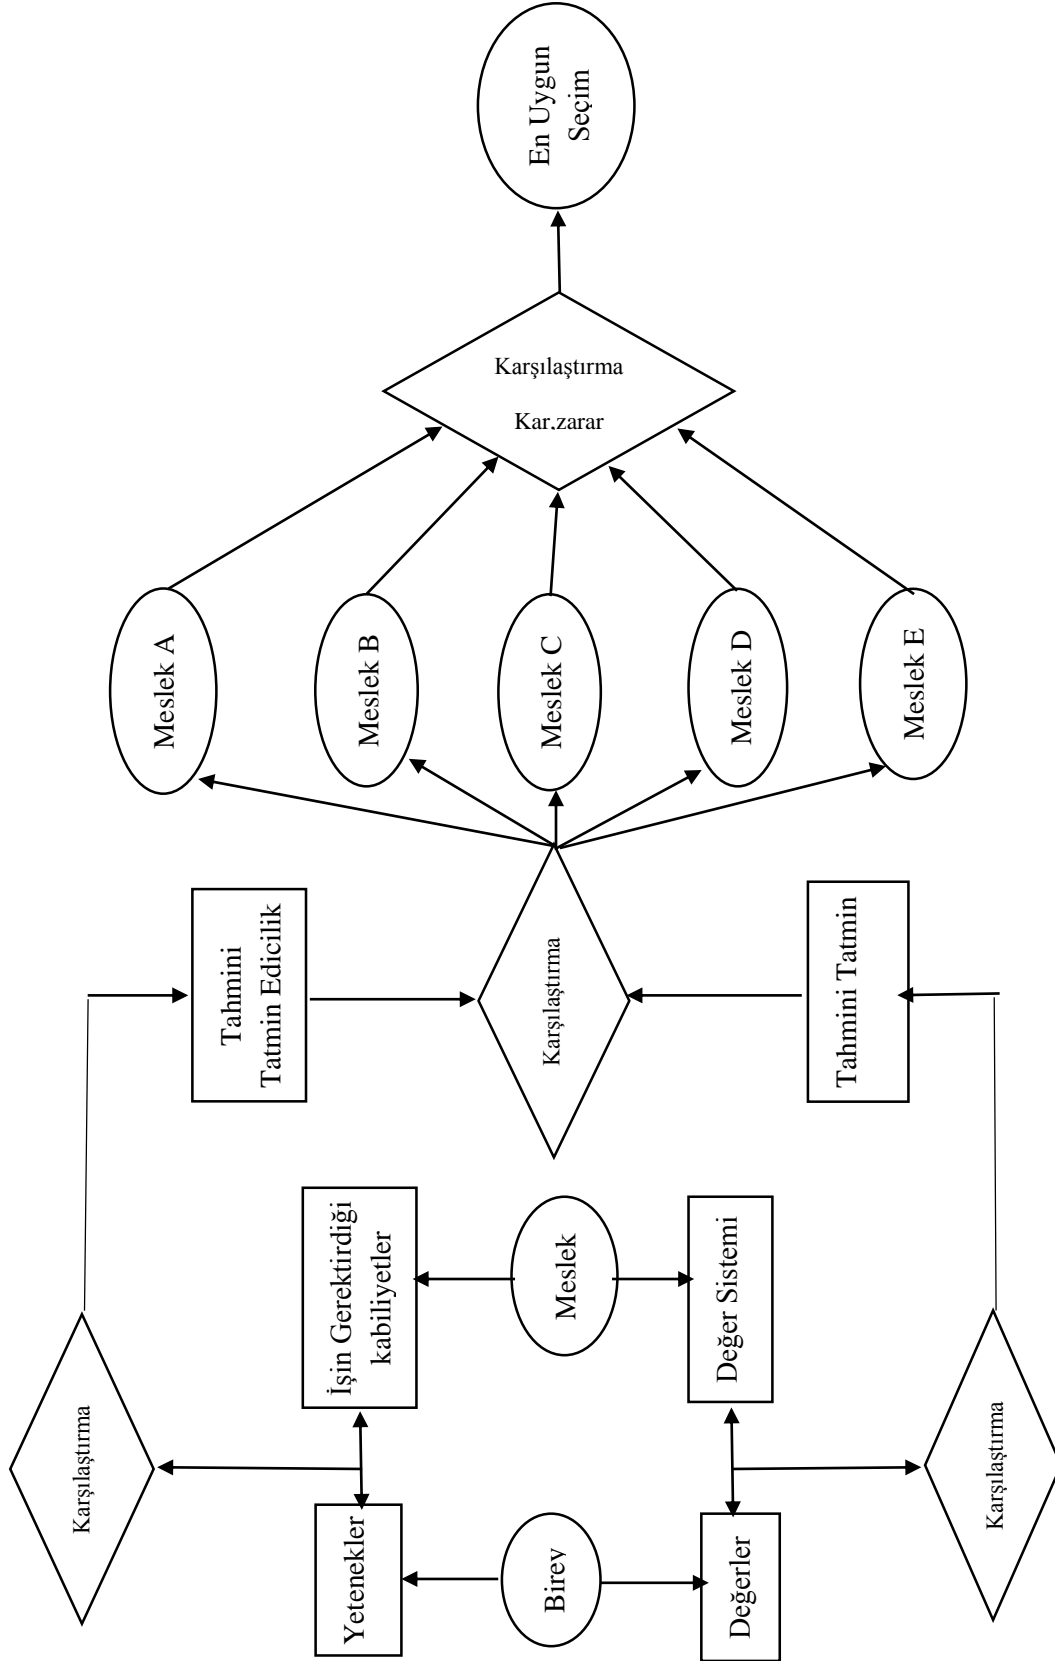 En Uygun
Seçim
Karşılaştırma
Kar,zarar
Meslek A
Meslek B
Meslek C
Meslek D
Meslek E
Tahmini
Tatmin Edicilik
Karşılaştırma
Tahmini Tatmin
İşin Gerektirdiği
kabiliyetler
Meslek
Değer Sistemi
Karşılaştırma
Karşılaştırma
Yetenekler
Birey
Değerler